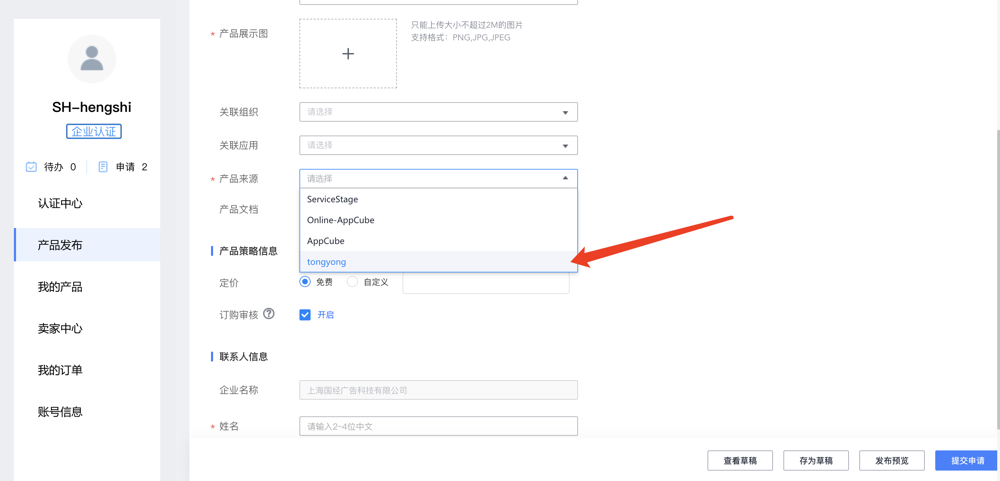 SH-hengshi
企业认证
待办 0
申请 2
认证中心
产品发布
我的产品
卖家中心
我的订单
账号信息
* 产品展示图
只能上传大小不超过2M的图片
支持格式：PNG,JPG,JPEG
关联组织
请选择
关联应用
请选择
* 产品来源
请选择
ServiceStage
Online-AppCube
AppCube
tongyong
产品文档
产品策略信息
定价
免费
自定义
订购审核
开启
联系人信息
企业名称
上海国经广告科技有限公司
* 姓名
请输入2~4位中文
查看草稿
存为草稿
发布预览
提交申请